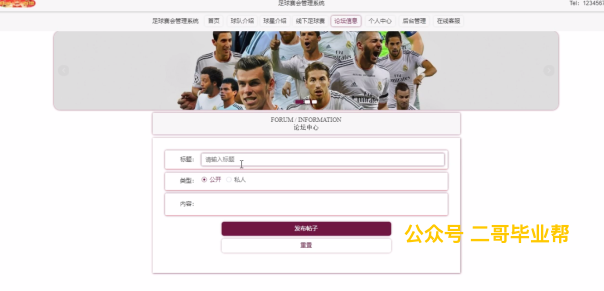 足球赛会管理系统
Tel: 1234567
足球赛会管理系统 首页 球队介绍 球星介绍 线下足球赛 论坛信息 个人中心 后台管理 在线客服
FORUM / INFORMATION
论坛中心
标题: 请输入标题
类型: 公开 私人
内容:
发布帖子
重置
公众号 二哥毕业帮